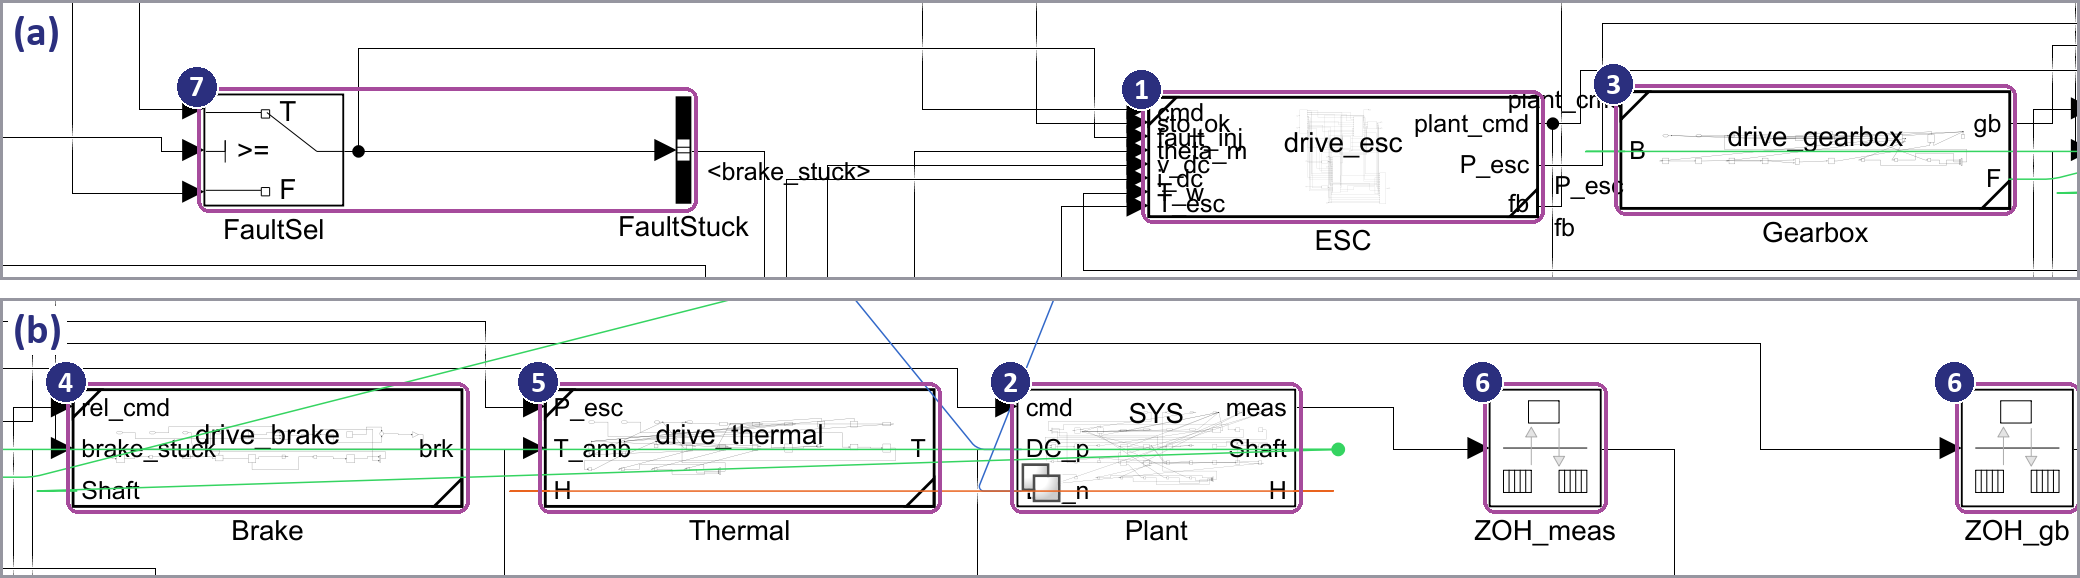 (a)
7
T
>=
F
FaultSel
FaultStuck
<brake_stuck>
1
cmd
sto_ok
fault_inj
theta_m
v_dc
i_dc
T_w
T_esc
drive_esc
plant_cmd
P_esc
fb
ESC
P_esc
fb
3
drive_gearbox
B
gb
F
Gearbox
(b)
4
rel_cmd
brake_stuck
Shaft
drive_brake
brk
Brake
5
P_esc
T_amb
H
drive_thermal
T
Thermal
2
cmd
DC_p
SYS
meas
Shaft
H
Plant
6
ZOH_meas
6
ZOH_gb